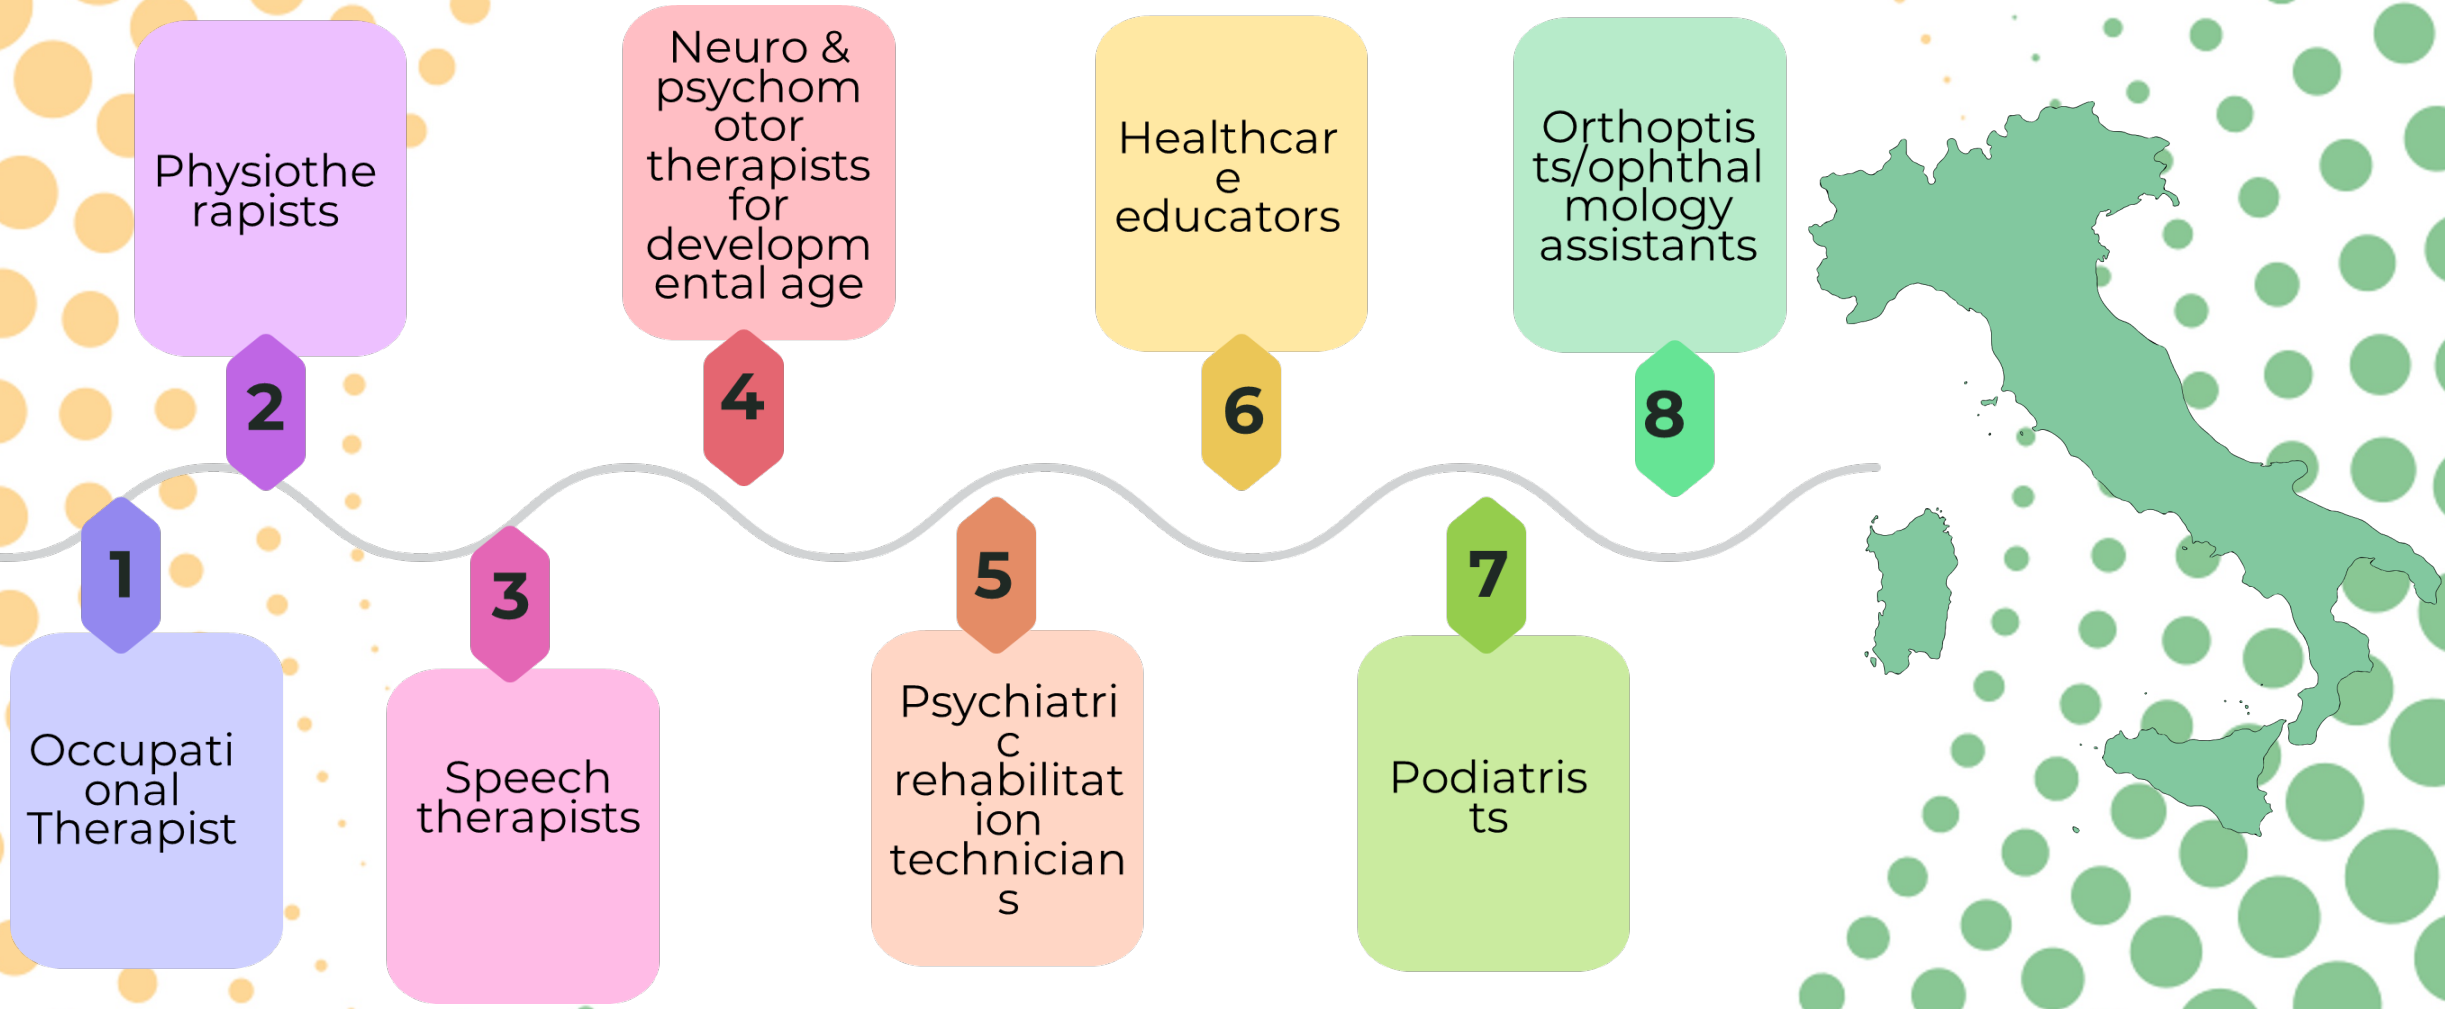 1
Occupati
onal
Therapist
2
Physiothe
rapists
3
Speech
therapists
4
Neuro &
psychom
otor
therapists
for
developm
ental age
5
Psychiatri
c
rehabilitat
ion
technician
s
6
Healthcar
e
educators
7
Podiatris
ts
8
Orthoptis
ts/ophthal
mology
assistants